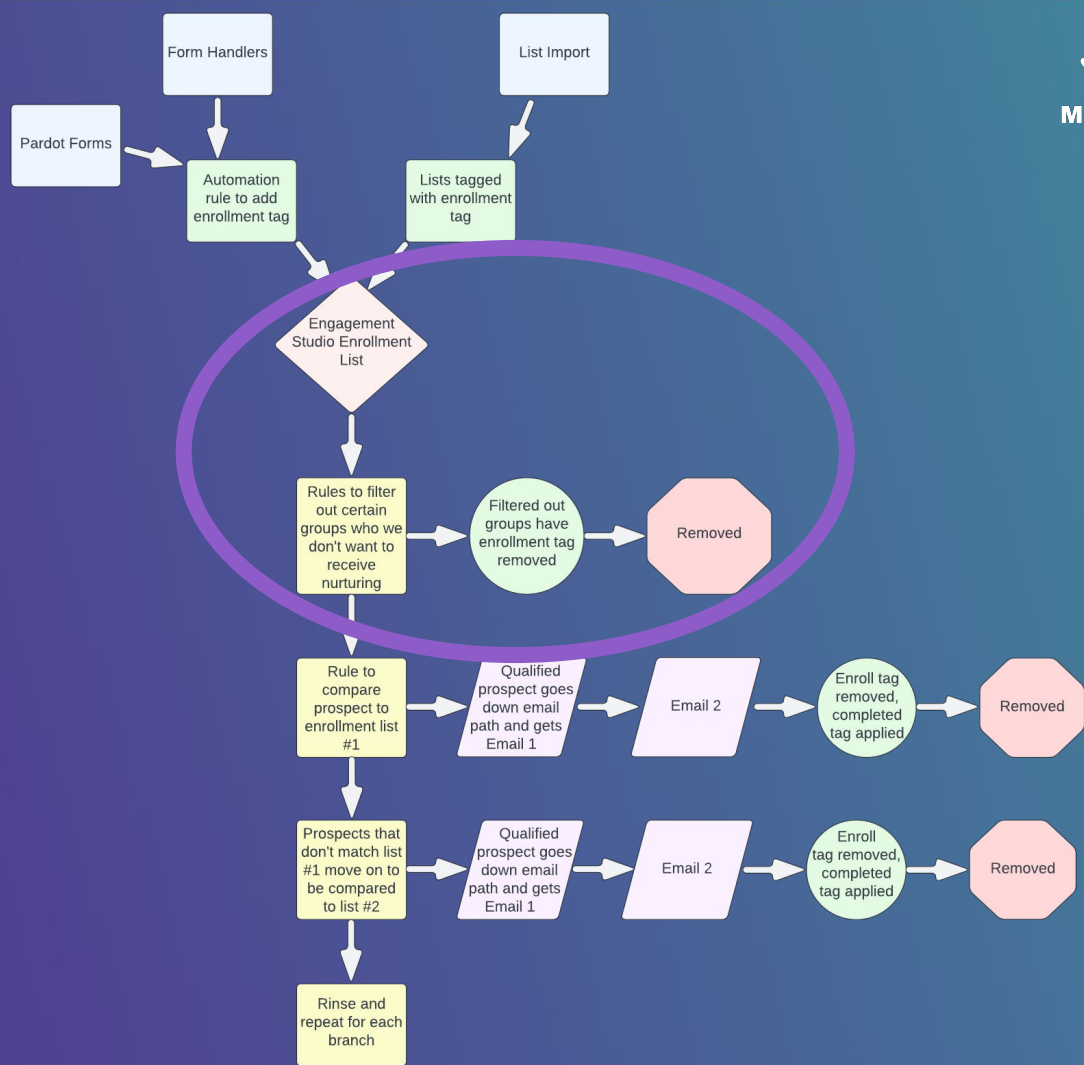 Form Handlers
List Import
M
Pardot Forms
Automation
rule to add
enrollment tag
Lists tagged
with enrollment
tag
Engagement
Studio Enrollment
List
Rules to filter
out certain
groups who we
don't want to
receive
nurturing
Filtered out
groups have
enrollment tag
removed
Removed
Rule to
compare
prospect to
enrollment list
#1
Qualified
prospect goes
down email
path and gets
Email 1
Email 2
Enroll tag
removed,
completed
tag applied
Removed
Prospects that
don't match list
#1 move on to
be compared
to list #2
Qualified
prospect goes
down email
path and gets
Email 1
Email 2
Enroll
tag removed,
completed
tag applied
Removed
Rinse and
repeat for each
branch